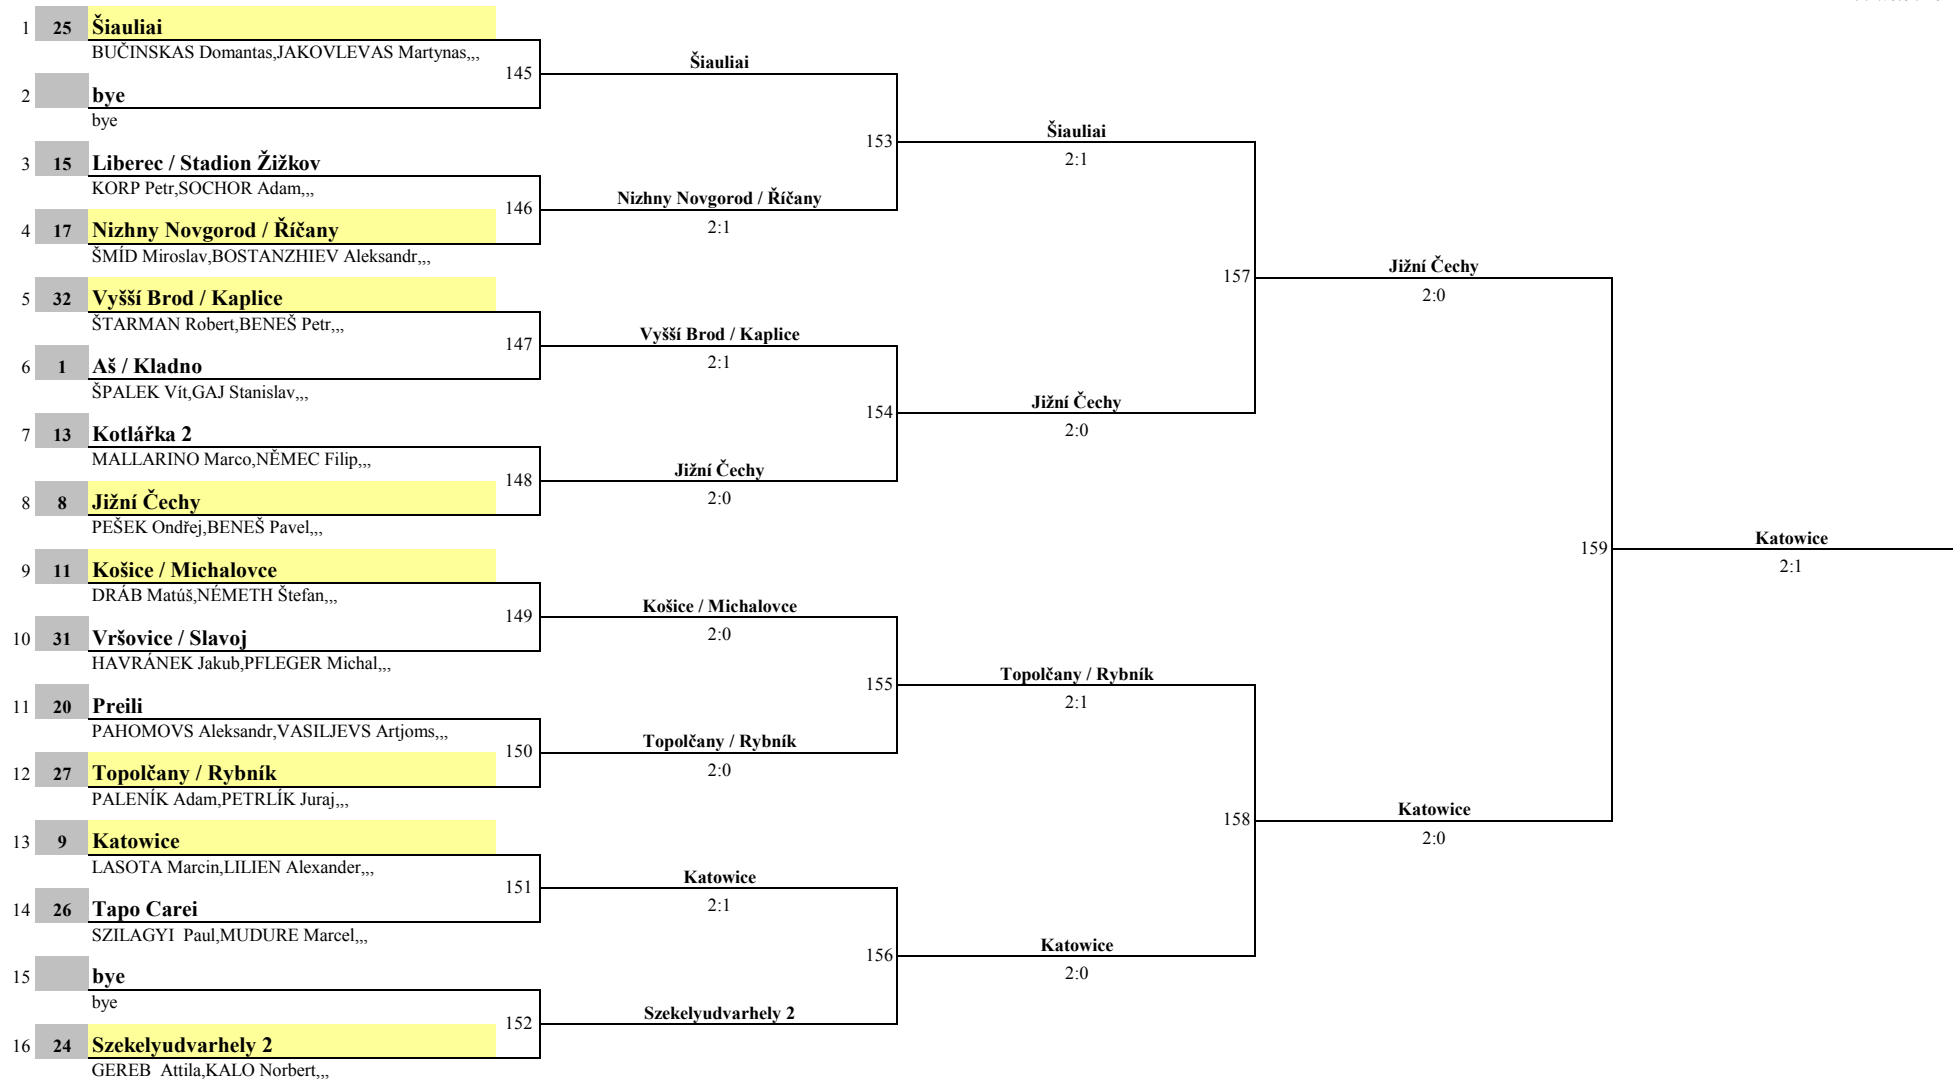 1 25 Šiauliai
BUČINSKAS Domantas,JAKOVLEVAS Martynas,,,
145
Šiauliai
2 bye
bye
153
Šiauliai
2:1
3 15 Liberec / Stadion Žižkov
KORP Petr,SOCHOR Adam,,,
146
Nizhny Novgorod / Říčany
2:1
4 17 Nizhny Novgorod / Říčany
ŠMÍD Miroslav,BOSTANZHIEV Aleksandr,,,
157
Jižní Čechy
2:0
5 32 Vyšší Brod / Kaplice
ŠTARMAN Robert,BENEŠ Petr,,,
147
Vyšší Brod / Kaplice
2:1
6 1 Aš / Kladno
ŠPALEK Vít,GAJ Stanislav,,,
154
Jižní Čechy
2:0
7 13 Kotlářka 2
MALLARINO Marco,NĚMEC Filip,,,
148
Jižní Čechy
2:0
8 8 Jižní Čechy
PEŠEK Ondřej,BENEŠ Pavel,,,
159
Katowice
2:1
9 11 Košice / Michalovce
DRÁB Matúš,NÉMETH Štefan,,,
149
Košice / Michalovce
2:0
10 31 Vršovice / Slavoj
HAVRÁNEK Jakub,PFLEGER Michal,,,
155
Topolčany / Rybník
2:1
11 20 Preili
PAHOMOVS Aleksandr,VASILJEVS Artjoms,,,
150
Topolčany / Rybník
2:0
12 27 Topolčany / Rybník
PALENÍK Adam,PETRLÍK Juraj,,,
158
Katowice
2:0
13 9 Katowice
LASOTA Marcin,LILIEN Alexander,,,
151
Katowice
2:1
14 26 Tapo Carei
SZILAGYI  Paul,MUDURE Marcel,,,
156
Katowice
2:0
15 bye
bye
152
Szekelyudvarhely 2
16 24 Szekelyudvarhely 2
GEREB  Attila,KALO Norbert,,,